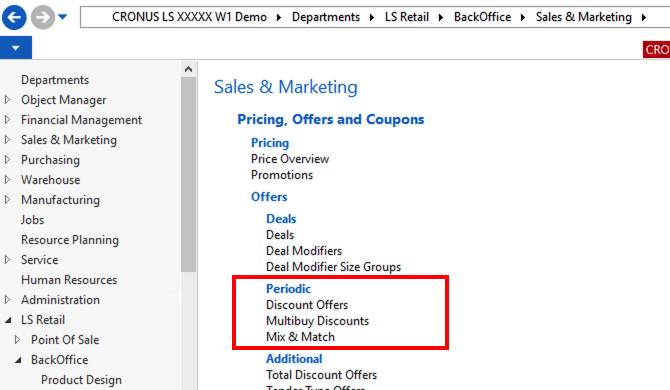 CRONUS LS XXXXX W1 Demo Departments LS Retail BackOffice Sales & Marketing
CRO
Departments
Object Manager
Financial Management
Sales & Marketing
Purchasing
Warehouse
Manufacturing
Jobs
Resource Planning
Service
Human Resources
Administration
LS Retail
Point Of Sale
BackOffice
Product Design
Sales & Marketing
Pricing, Offers and Coupons
Pricing
Price Overview
Promotions
Offers
Deals
Deals
Deal Modifiers
Deal Modifier Size Groups
Periodic
Discount Offers
Multibuy Discounts
Mix & Match
Additional
Total Discount Offers
Tender Type Offers